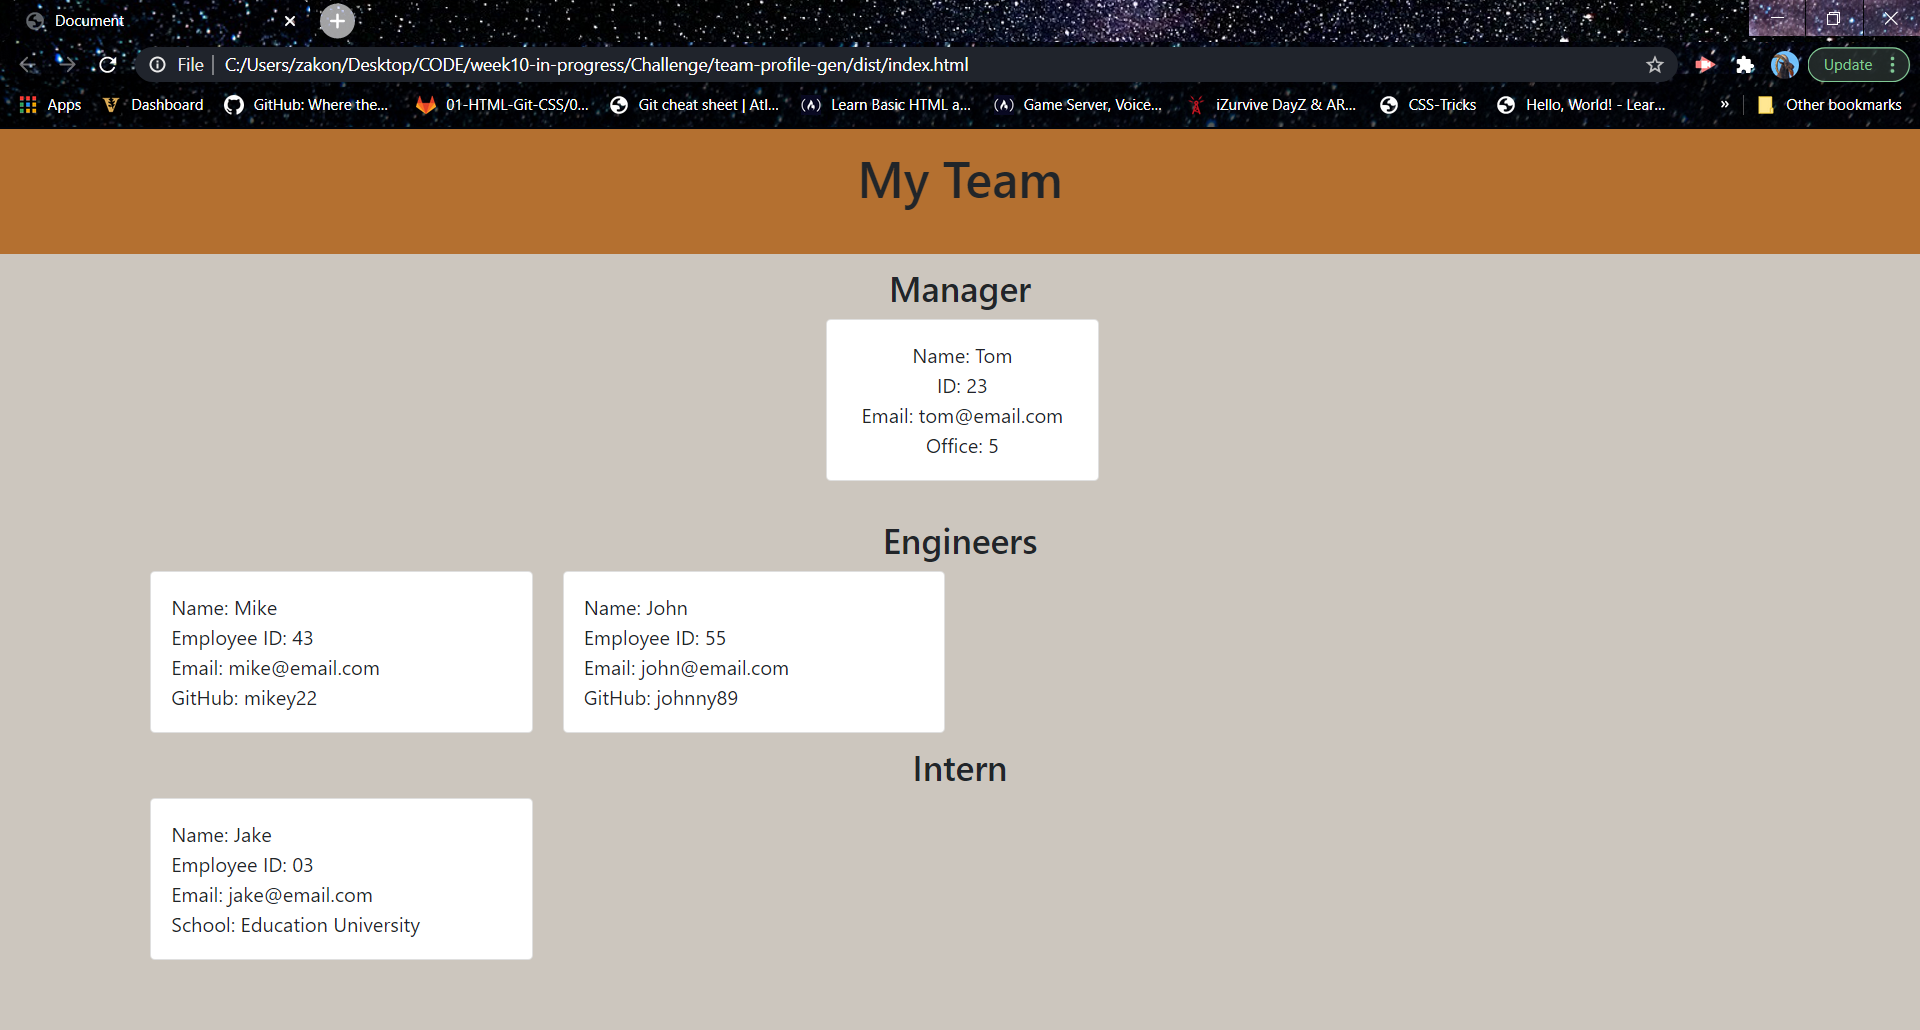 Document
File C:/Users/zakon/Desktop/CODE/week10-in-progress/Challenge/team-profile-gen/dist/index.html Update
Apps Dashboard GitHub: Where the... 01-HTML-Git-CSS/0... Git cheat sheet | Atl... Learn Basic HTML a... Game Server, Voice... iZurvive DayZ & AR... CSS-Tricks Hello, World! - Lear... » Other bookmarks
My Team
Manager
Name: Tom
ID: 23
Email: tom@email.com
Office: 5
Engineers
Name: Mike
Employee ID: 43
Email: mike@email.com
GitHub: mikey22
Name: John
Employee ID: 55
Email: john@email.com
GitHub: johnny89
Intern
Name: Jake
Employee ID: 03
Email: jake@email.com
School: Education University